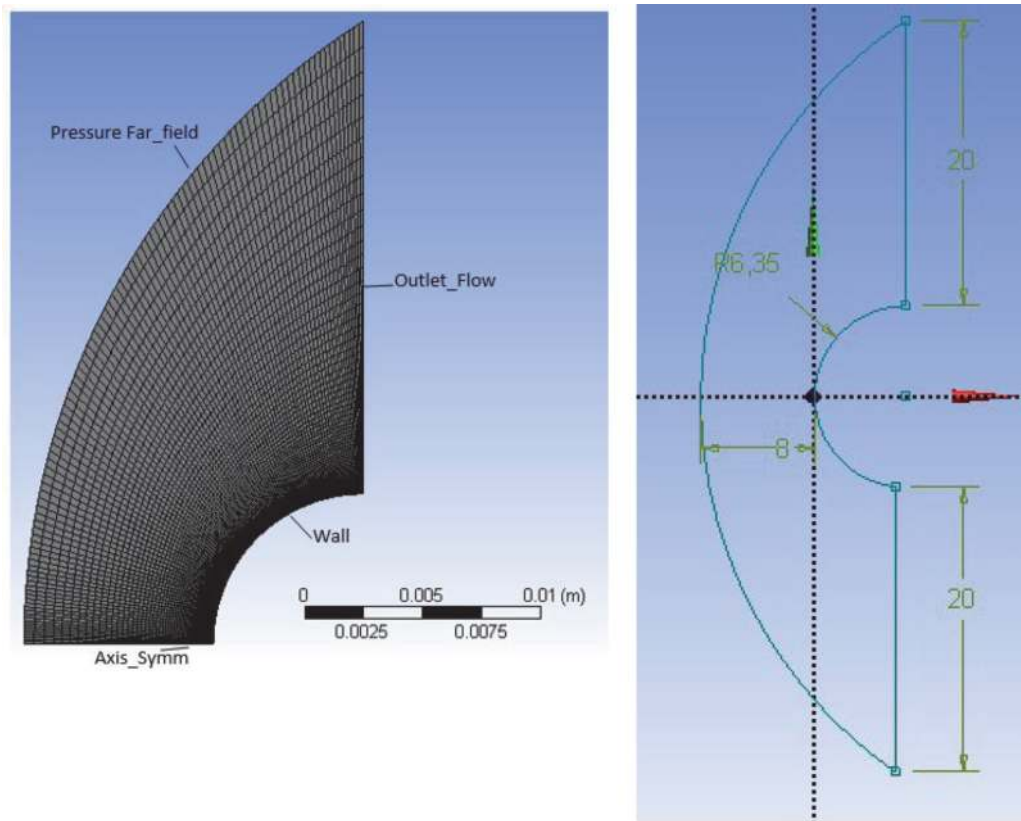 Pressure Far_field
Outlet_Flow
Wall
0 0.005 0.01 (m)
0.0025 0.0075
Axis_Symm
20
R6,35
8
20